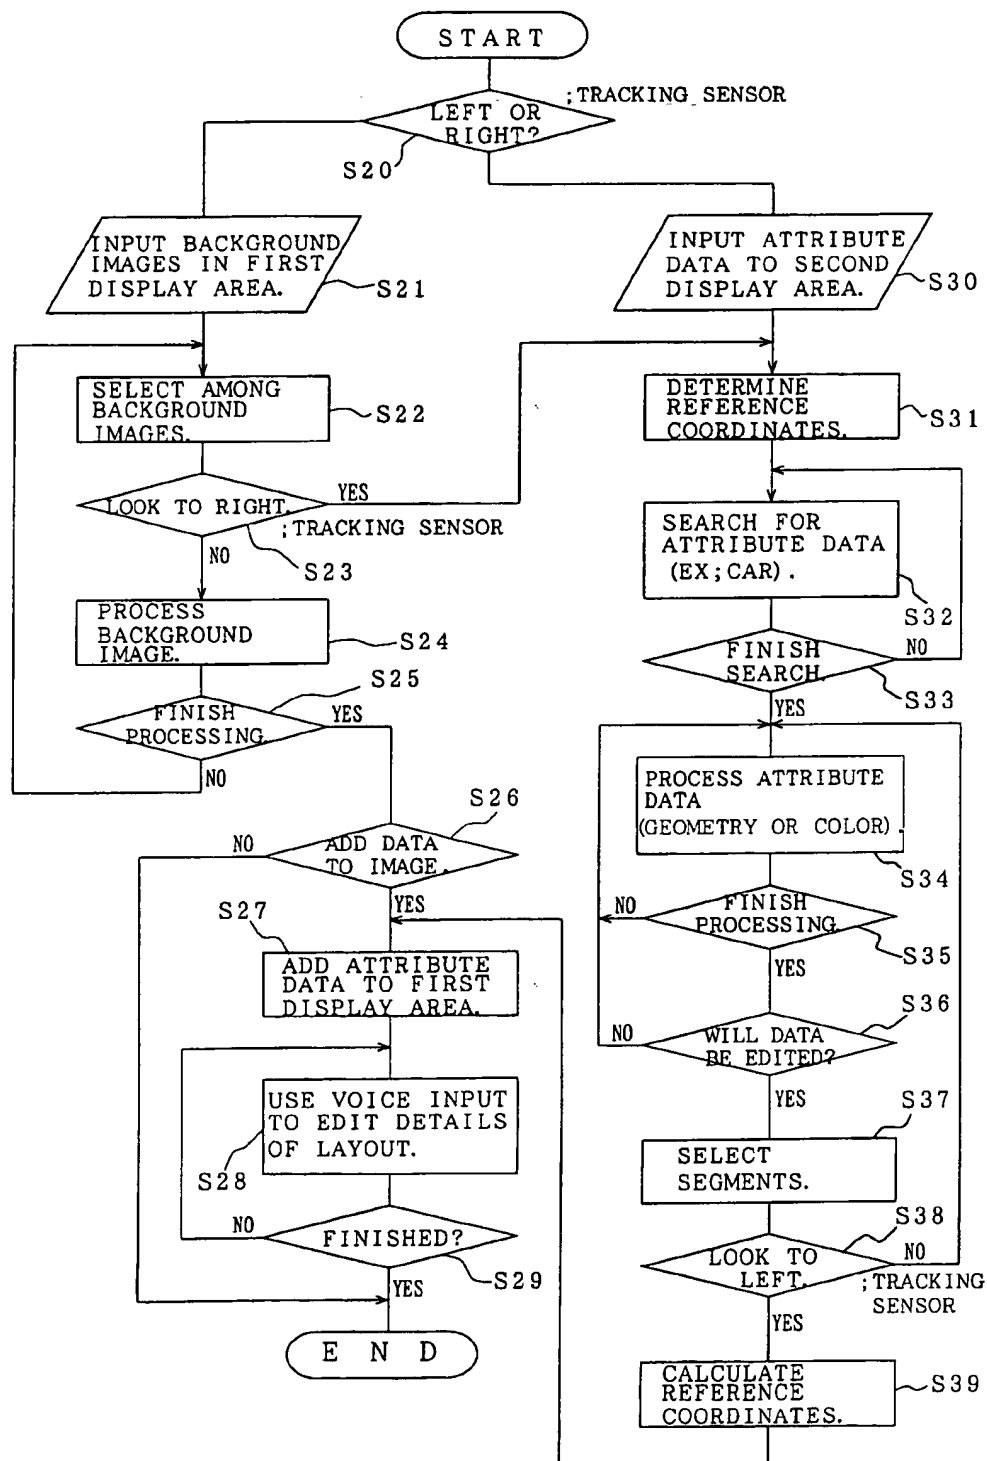 START
;TRACKING SENSOR
LEFT OR
RIGHT?
S20
INPUT BACKGROUND
IMAGES IN FIRST
DISPLAY AREA.
S21
SELECT AMONG
BACKGROUND
IMAGES.
S22
LOOK TO RIGHT.
YES
;TRACKING SENSOR
S23
NO
PROCESS
BACKGROUND
IMAGE.
S24
S25
FINISH
PROCESSING.
YES
NO
S26
ADD DATA
TO IMAGE.
NO
YES
S27
ADD ATTRIBUTE
DATA TO FIRST
DISPLAY AREA.
USE VOICE INPUT
TO EDIT DETAILS
OF LAYOUT.
S28
NO
FINISHED?
S29
YES
END
INPUT ATTRIBUTE
DATA TO SECOND
DISPLAY AREA.
S30
DETERMINE
REFERENCE
COORDINATES.
S31
SEARCH FOR
ATTRIBUTE DATA
(EX;CAR).
S32
FINISH
SEARCH.
NO
S33
YES
PROCESS ATTRIBUTE
DATA
(GEOMETRY OR COLOR).
S34
NO
FINISH
PROCESSING.
S35
YES
S36
NO
WILL DATA
BE EDITED?
YES
S37
SELECT
SEGMENTS.
S38
LOOK TO
LEFT.
NO
;TRACKING
SENSOR
YES
CALCULATE
REFERENCE
COORDINATES.
S39